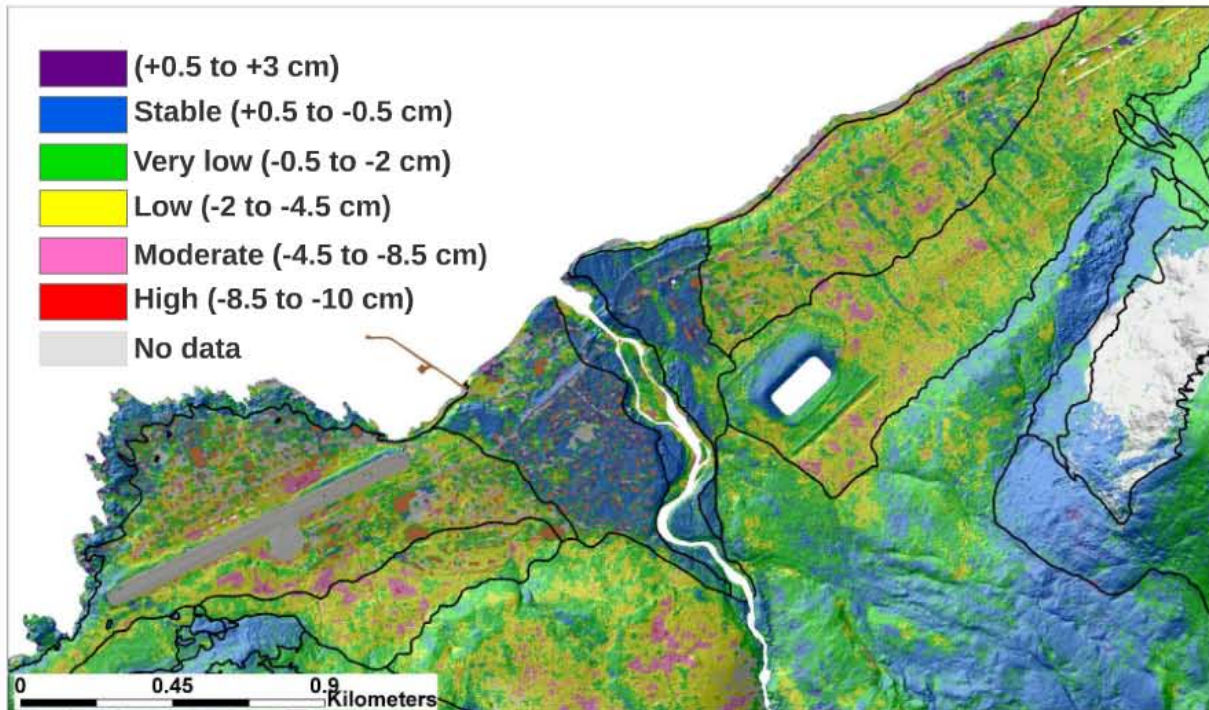 (+0.5 to +3 cm)
Stable (+0.5 to -0.5 cm)
Very low (-0.5 to -2 cm)
Low (-2 to -4.5 cm)
Moderate (-4.5 to -8.5 cm)
High (-8.5 to -10 cm)
No data
0 0.45 0.9
Kilometers